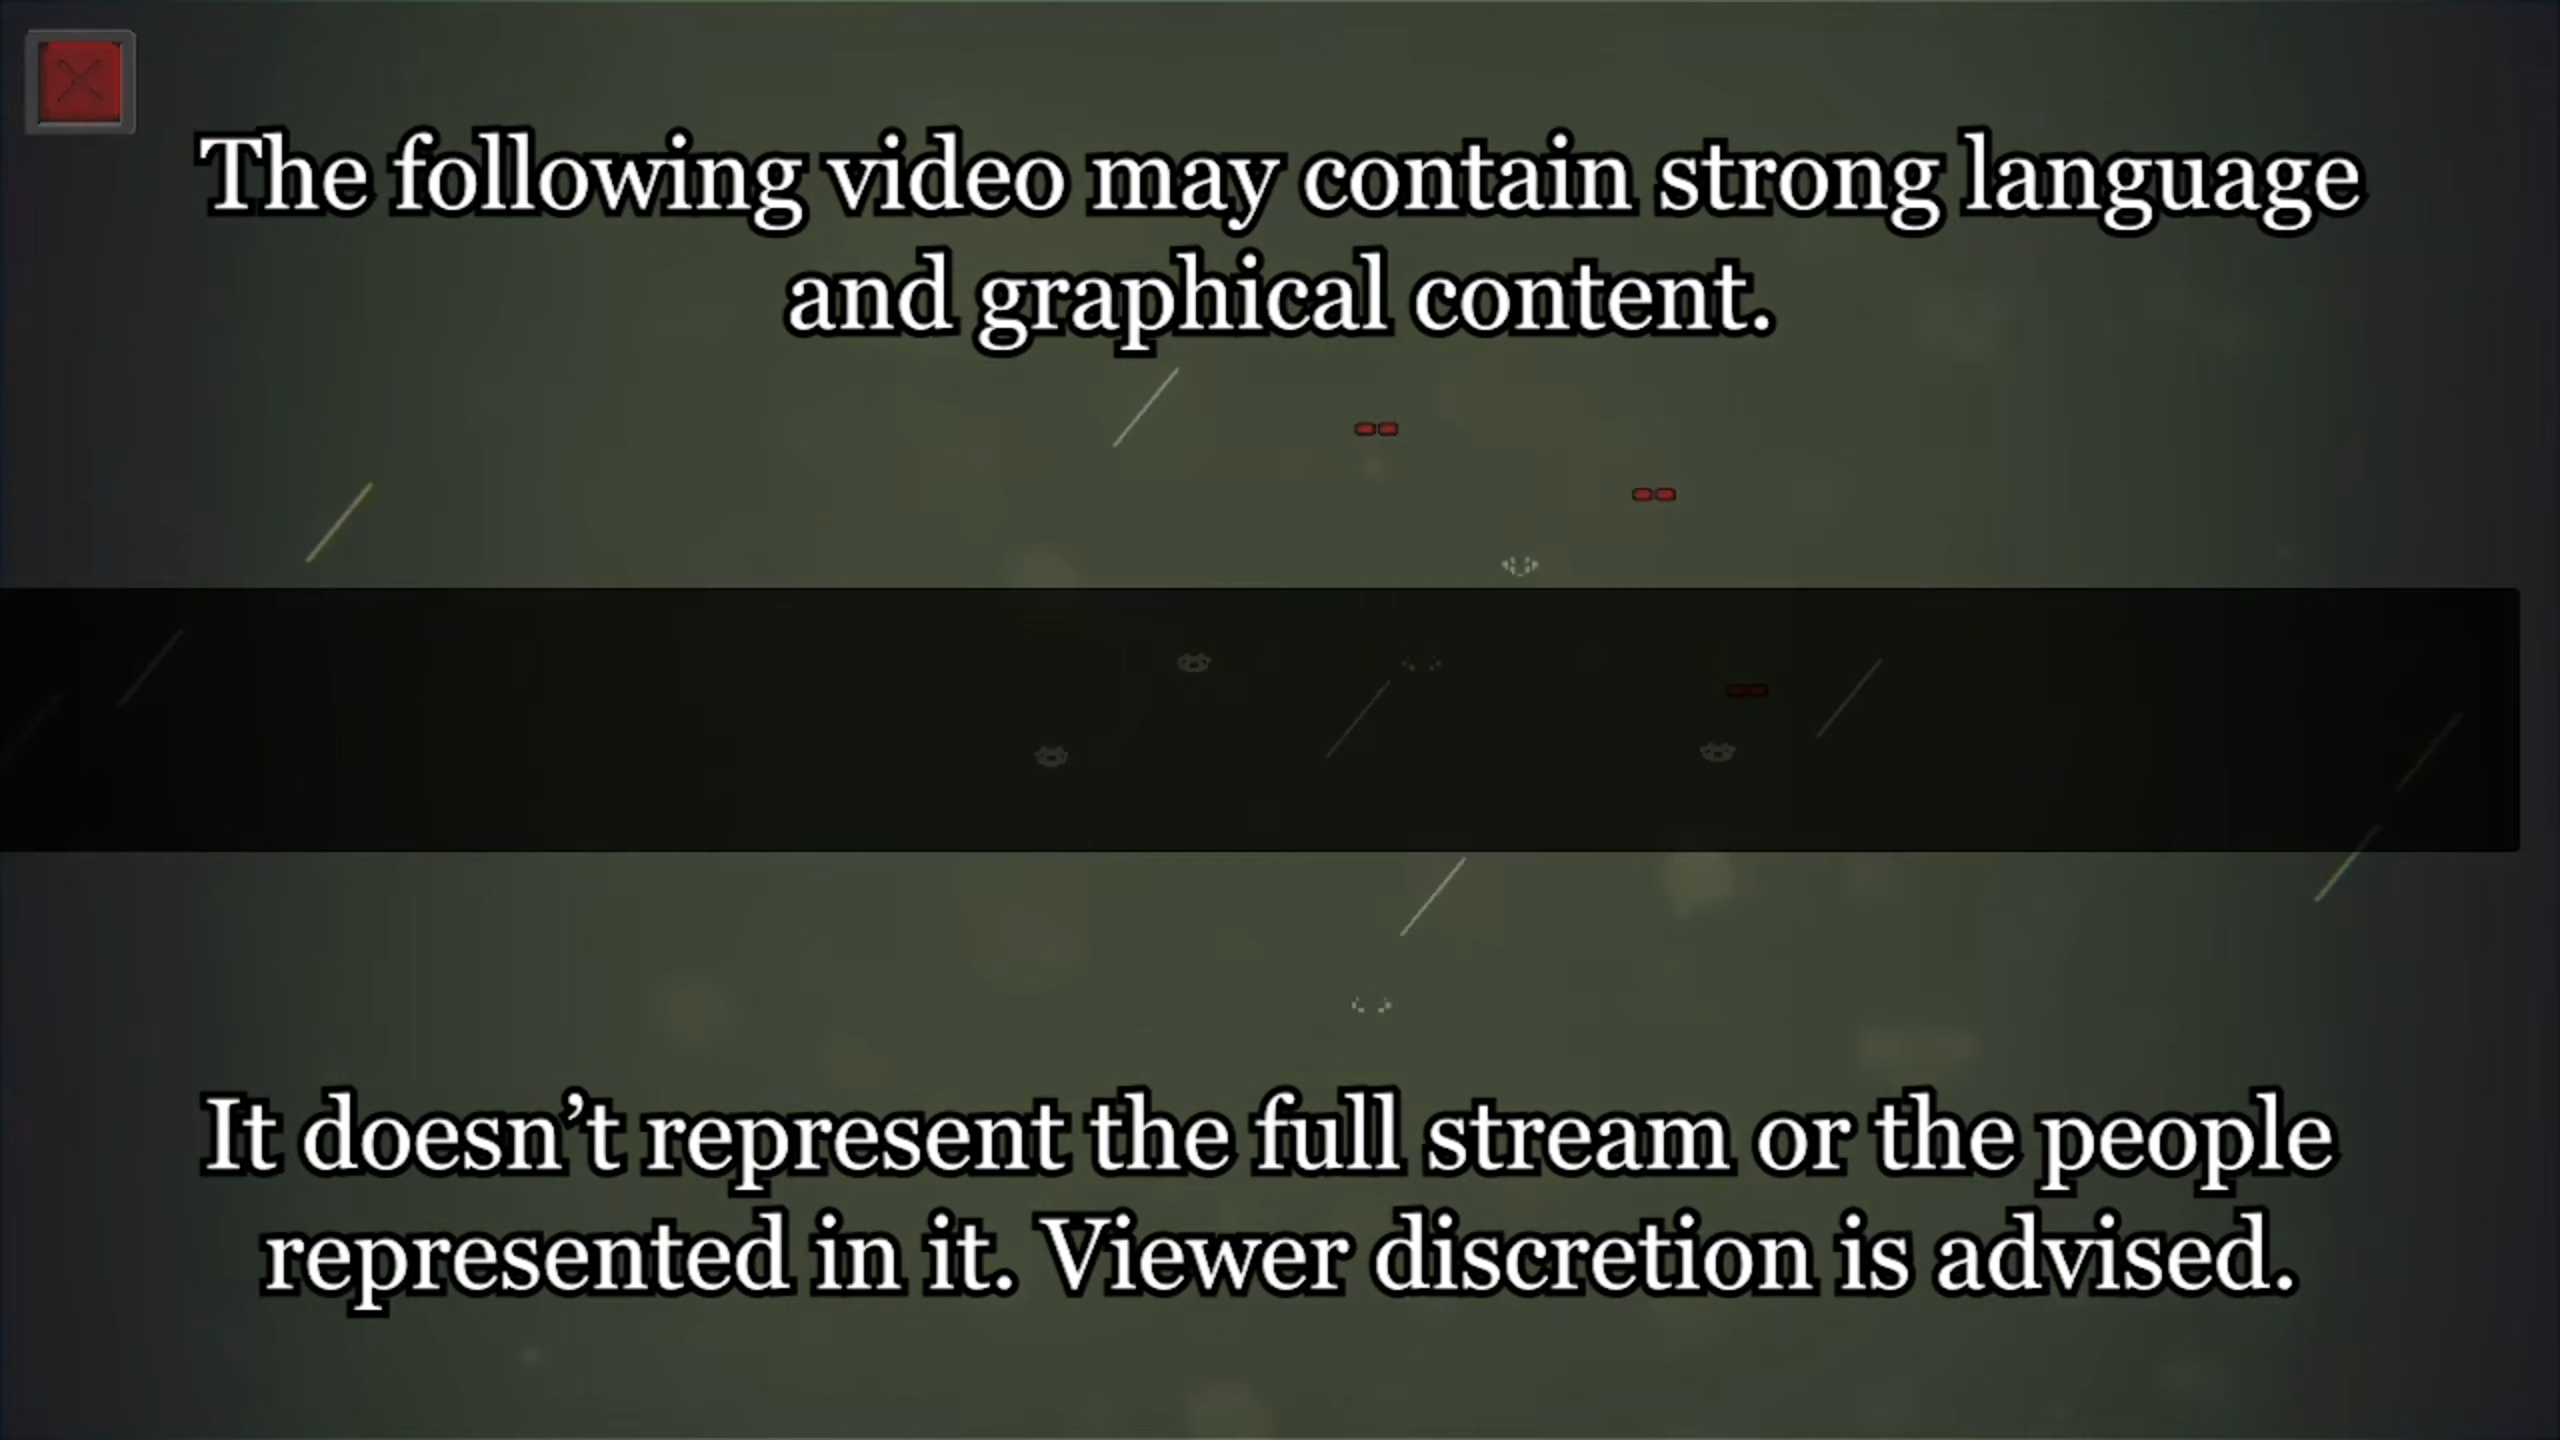 The following video may contain strong language
and graphical content.
It doesn’t represent the full stream or the people
represented in it. Viewer discretion is advised.